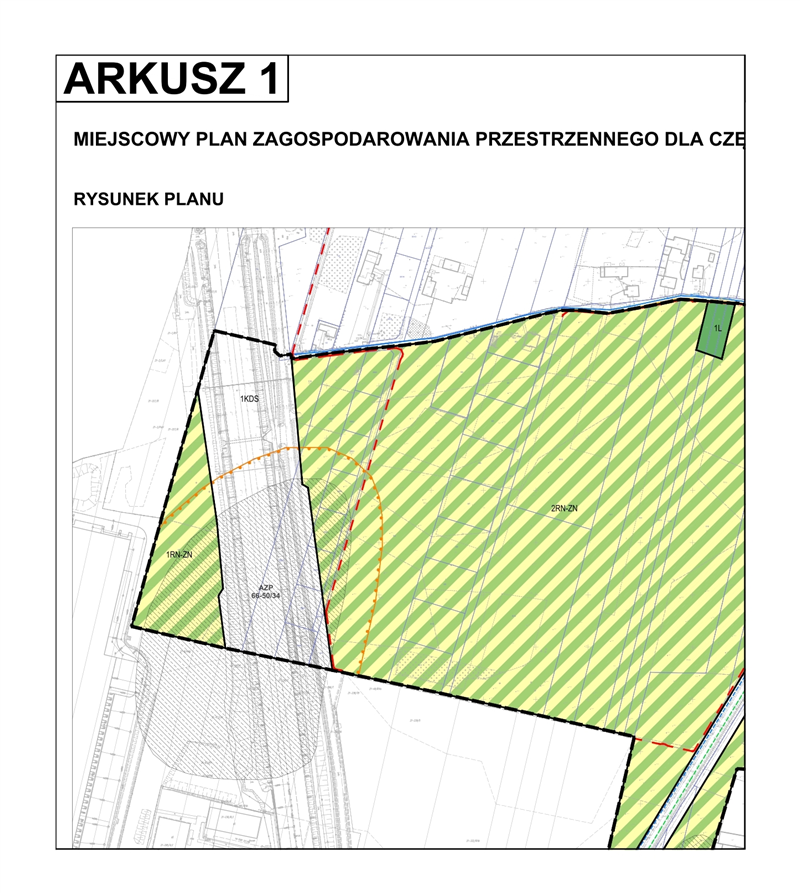 ARKUSZ 1
MIEJSCOWY PLAN ZAGOSPODAROWANIA PRZESTRZENNEGO DLA CZĘ
RYSUNEK PLANU
1L
1KDS
2RN-ZN
1RN-ZN
AZP
66-50/34